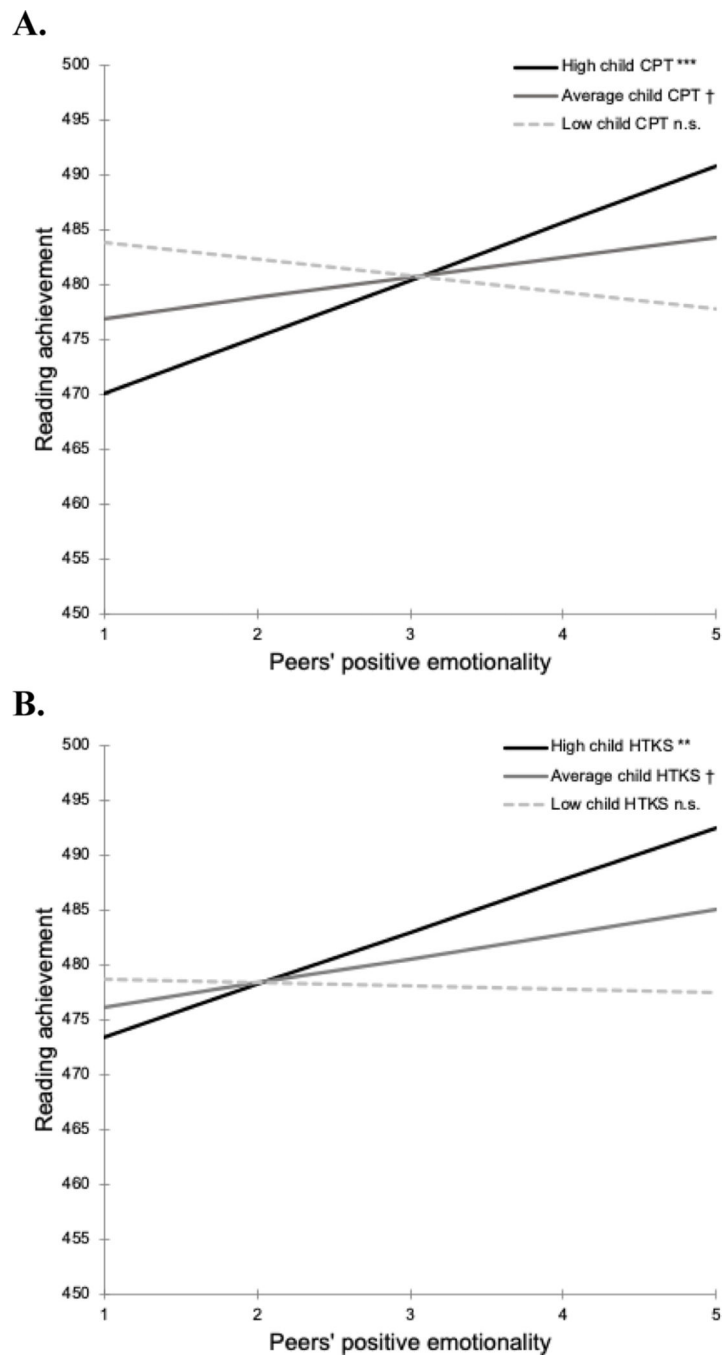 A.
High child CPT ***
Average child CPT †
Low child CPT n.s.
Reading achievement
500
495
490
485
480
475
470
465
460
455
450
1 2 3 4 5
Peers' positive emotionality
B.
High child HTKS **
Average child HTKS †
Low child HTKS n.s.
Reading achievement
500
495
490
485
480
475
470
465
460
455
450
1 2 3 4 5
Peers' positive emotionality